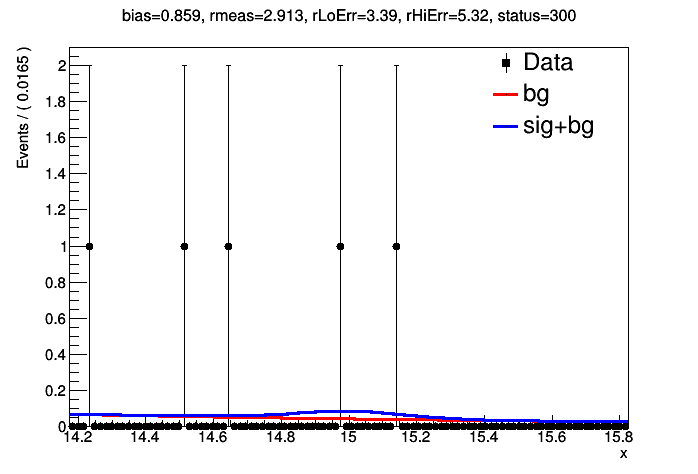 bias=0.859, rmeas=2.913, rLoErr=3.39, rHiErr=5.32, status=300
Events / ( 0.0165 )
Data
bg
sig+bg
2
1.8
1.6
1.4
1.2
1
0.8
0.6
0.4
0.2
0
14.2 14.4 14.6 14.8 15 15.2 15.4 15.6 15.8
x